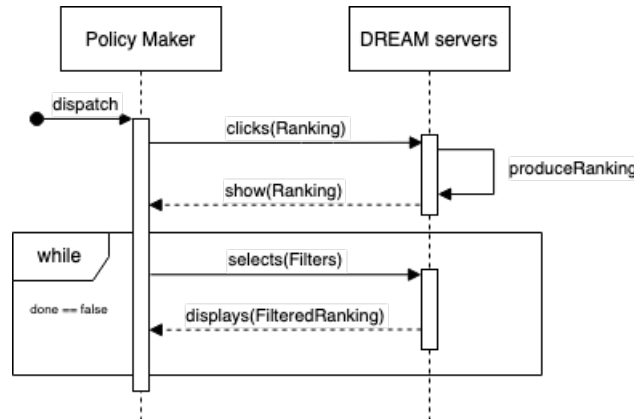 Policy Maker
DREAM servers
dispatch
clicks(Ranking)
produceRanking
show(Ranking)
while
selects(Filters)
done == false
displays(FilteredRanking)